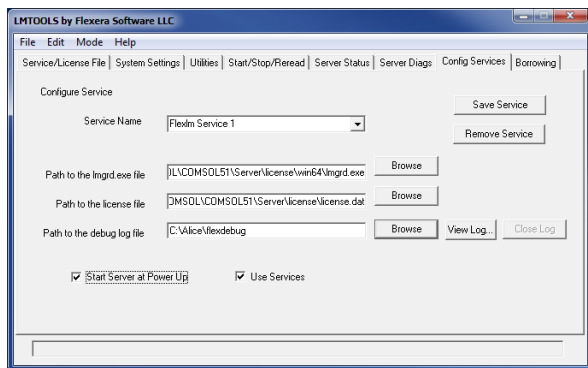 LMTOOLS by Flexera Software LLC
File Edit Mode Help
Service/License File System Settings Utilities Start/Stop/Reread Server Status Server Diags Config Services Borrowing
Configure Service
Save Service
Service Name Flexlm Service 1
Remove Service
Path to the lmgrd.exe file OL\COMSOL51\Server\license\win64\lmgrd.exe Browse
Path to the license file OMSOL\COMSOL51\Server\license\license.dat Browse
Path to the debug log file C:\Alice\flexdebug Browse View Log... Close Log
Start Server at Power Up Use Services